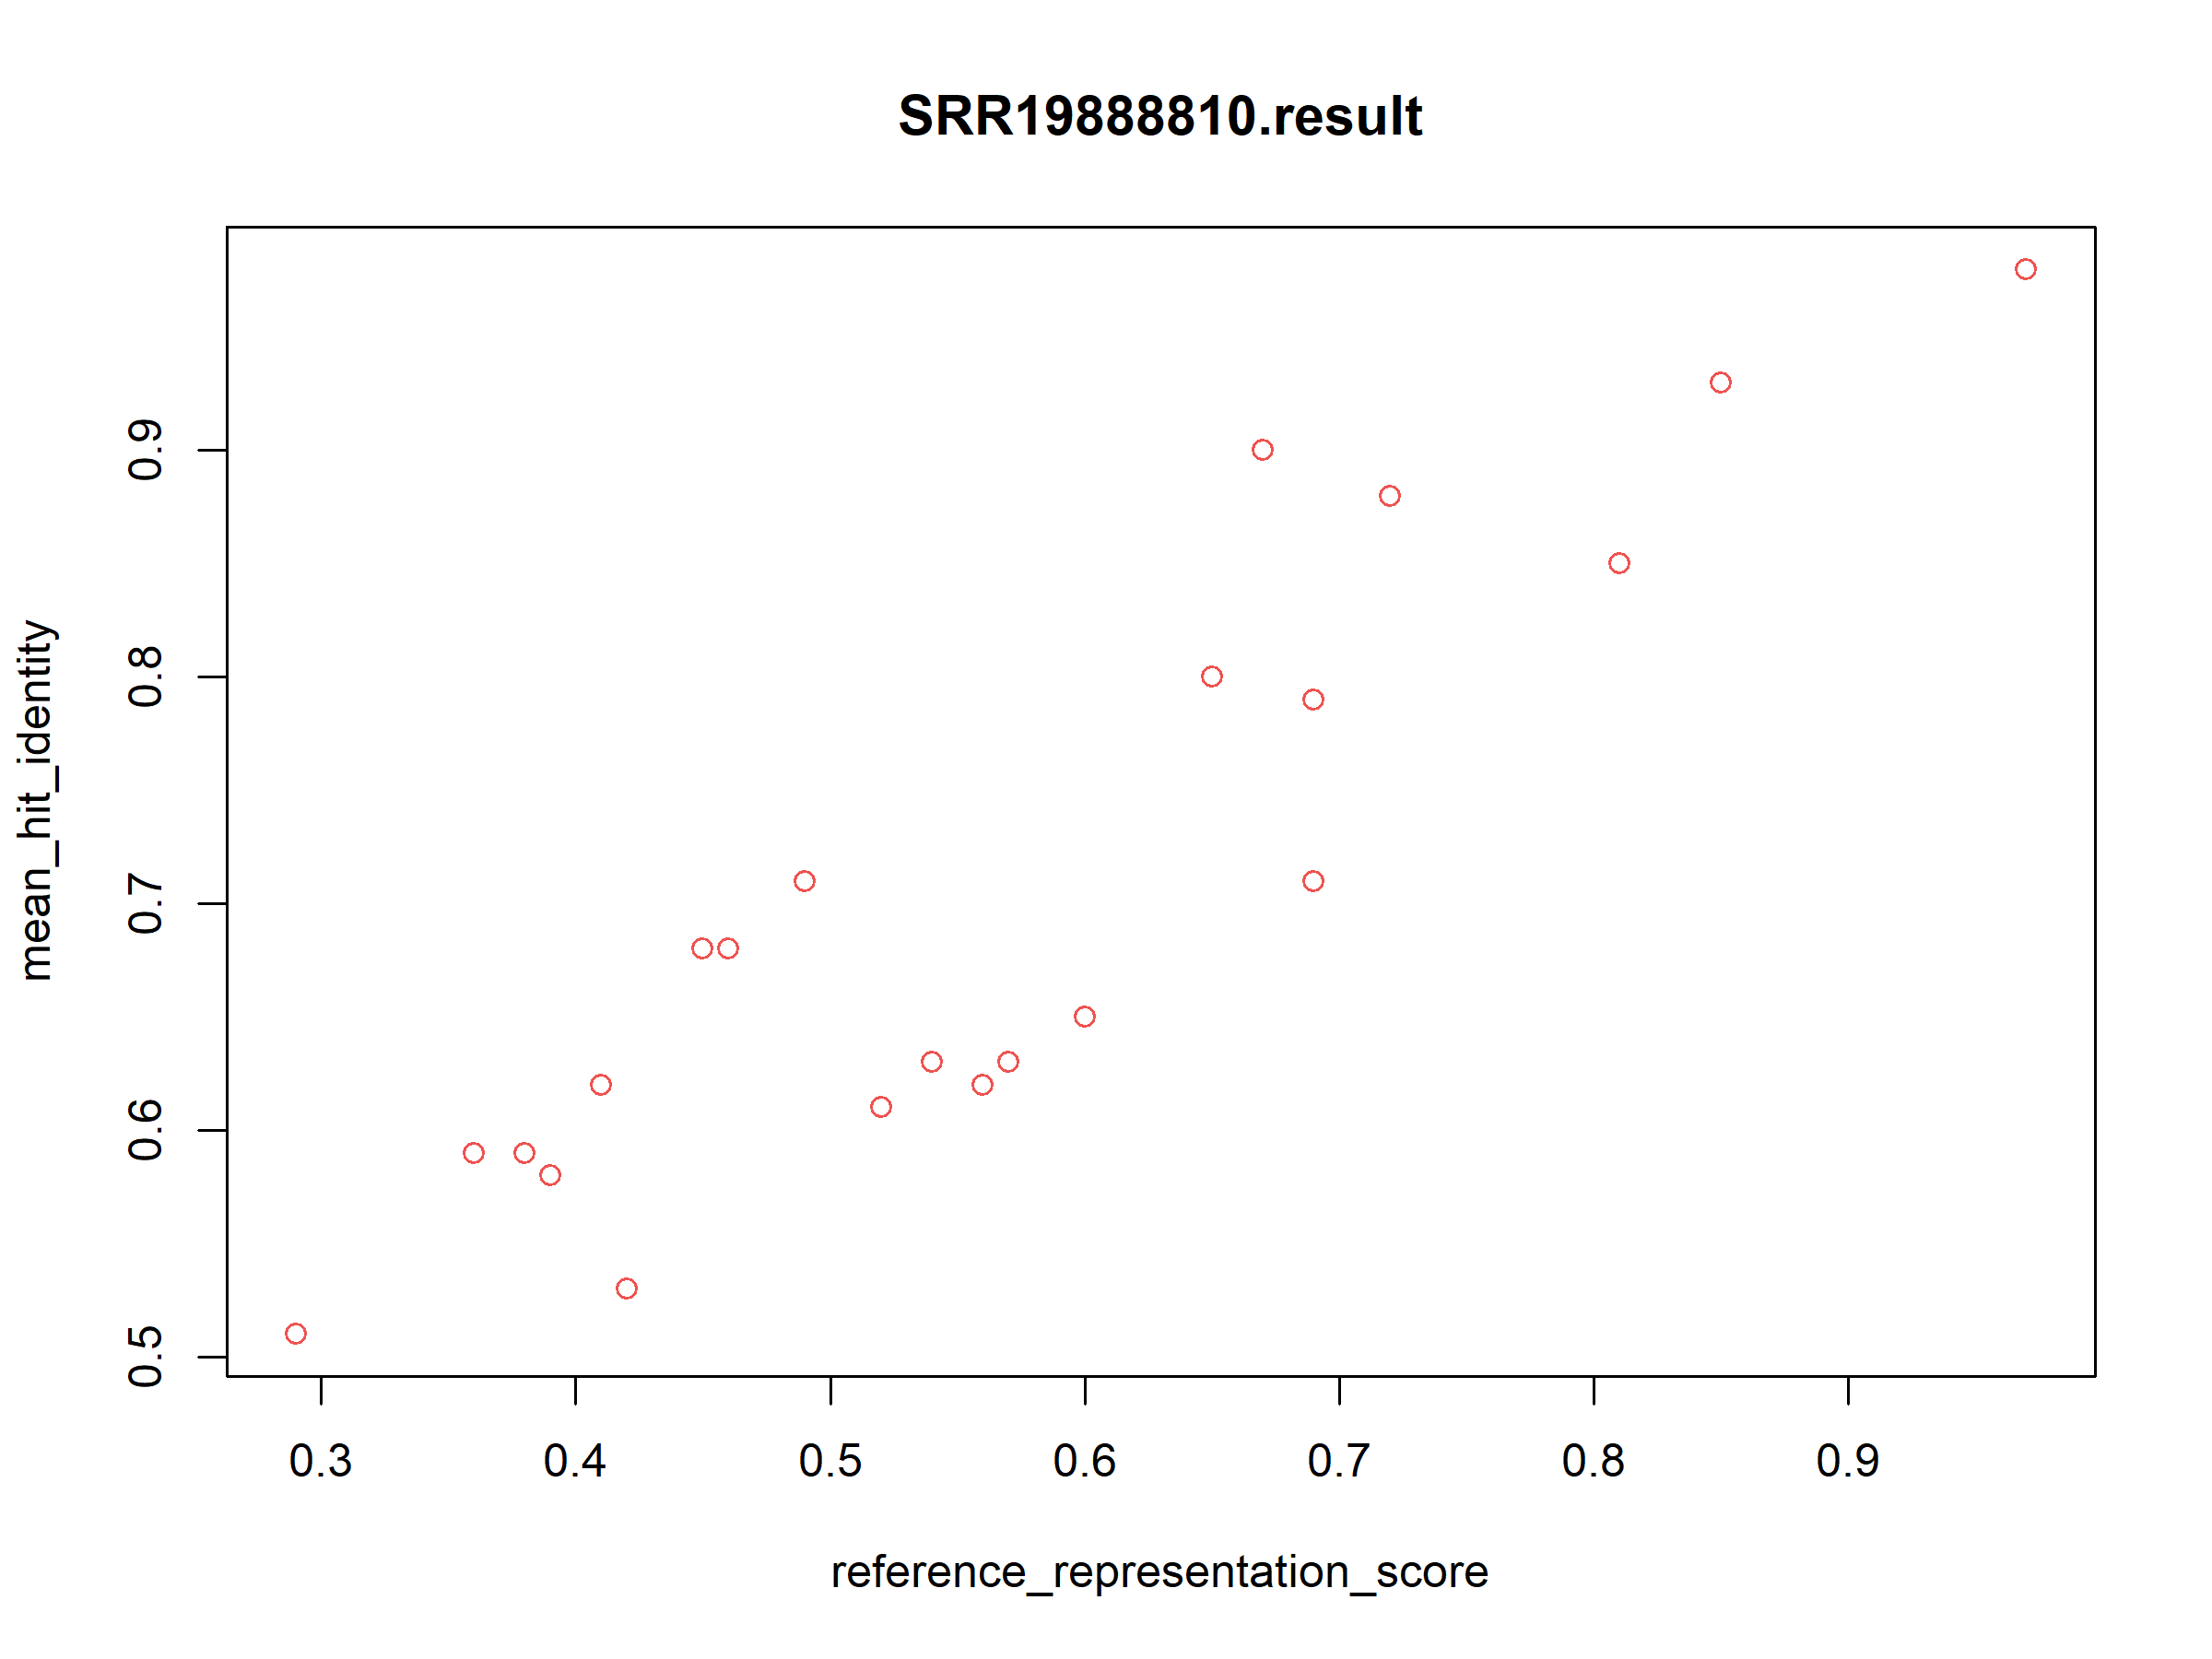 SRR19888810.result
mean_hit_identity
0.9
0.8
0.7
0.6
0.5
0.3 0.4 0.5 0.6 0.7 0.8 0.9
reference_representation_score